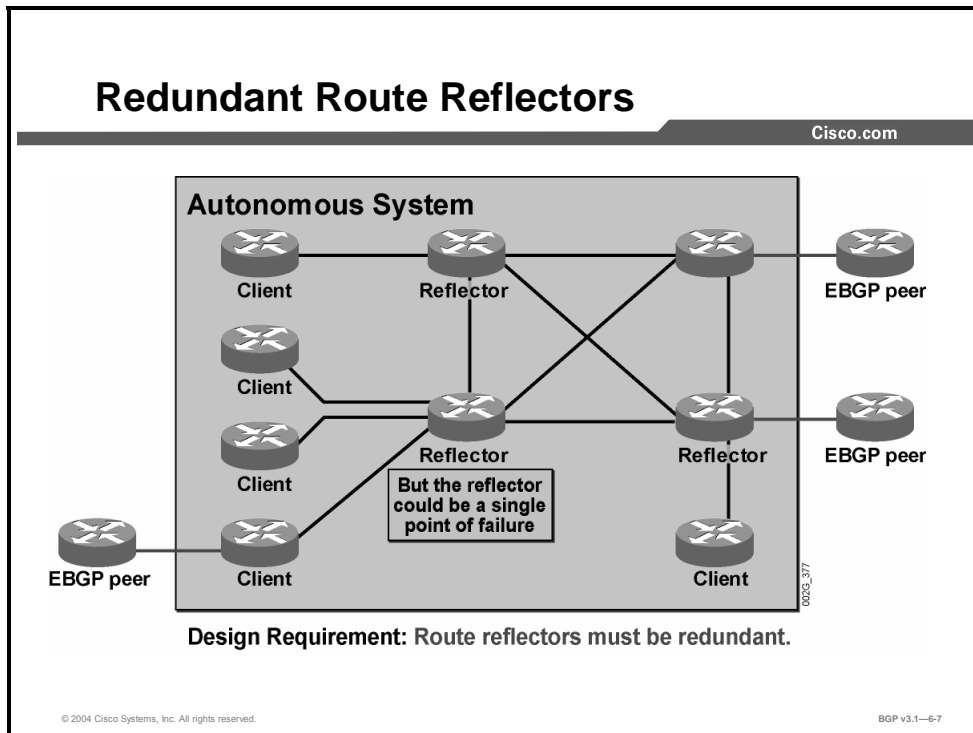 Redundant Route Reflectors
Cisco.com
Autonomous System
Client
Reflector
EBGP peer
Client
Client
Reflector
Reflector
EBGP peer
But the reflector
could be a single
point of failure
EBGP peer
Client
Client
002G_377
Design Requirement: Route reflectors must be redundant.
© 2004 Cisco Systems, Inc. All rights reserved.
BGP v3.1—6-7